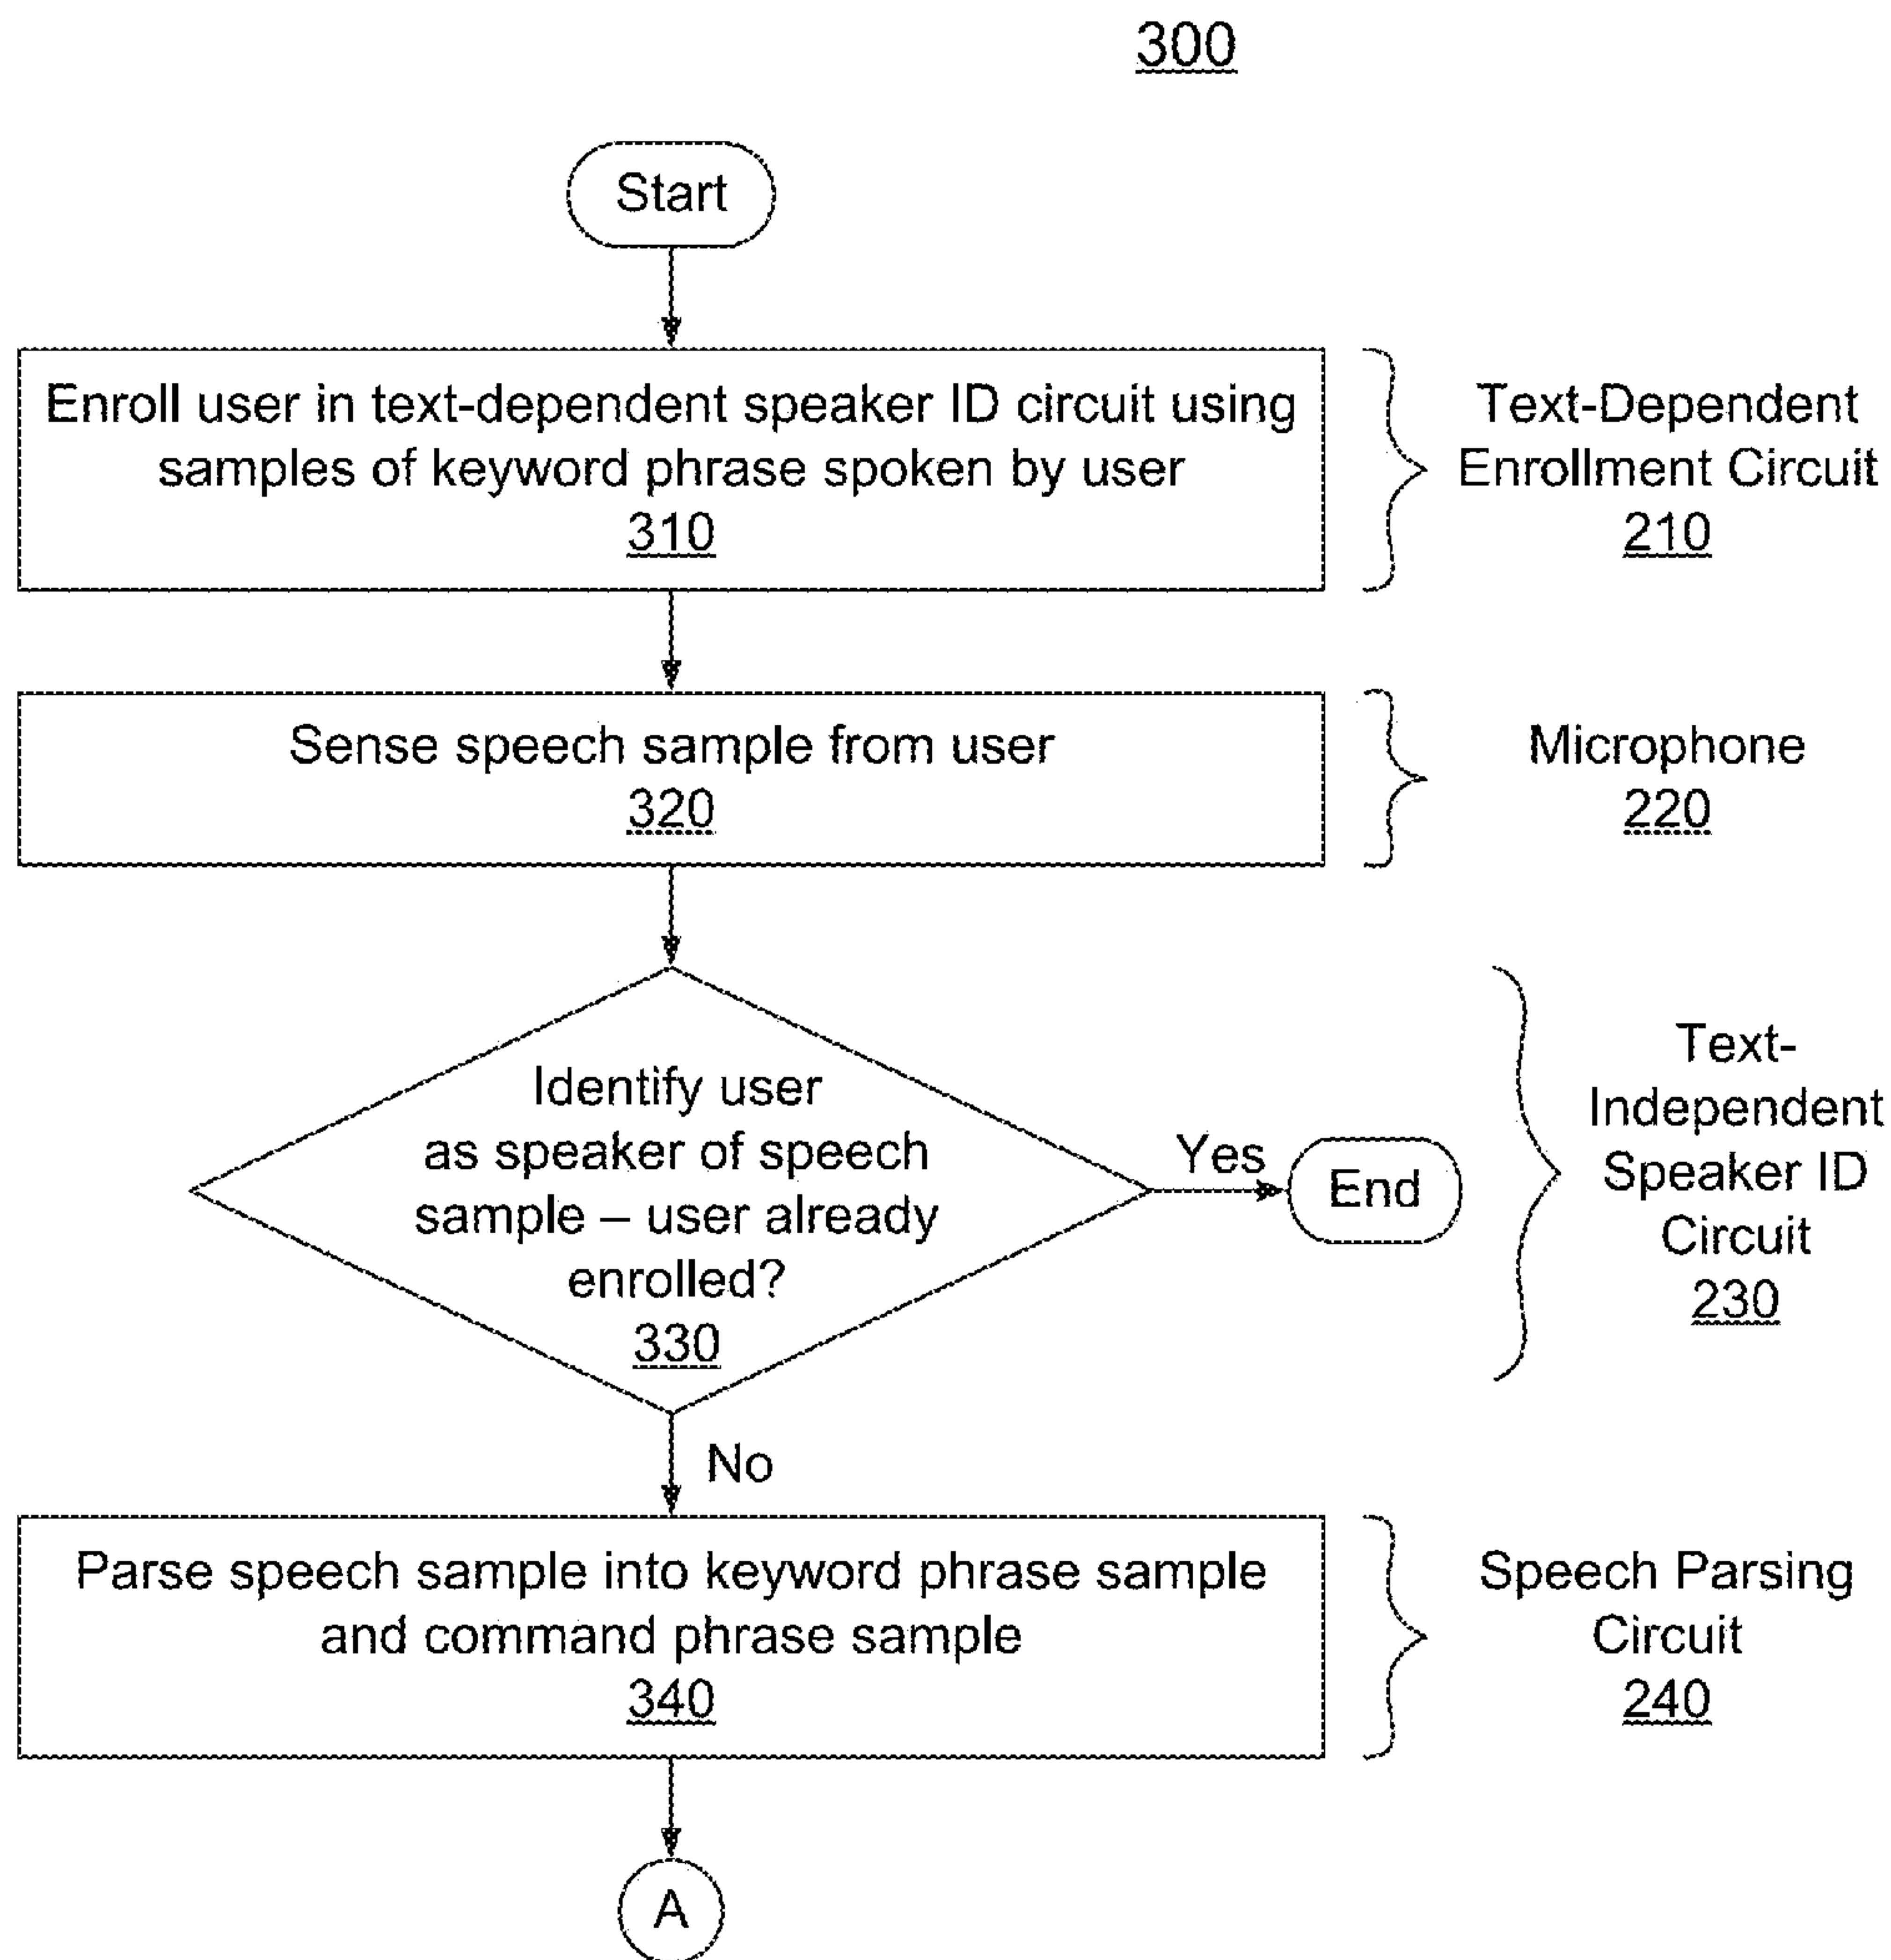 300
Start
Enroll user in text-dependent speaker ID circuit using
samples of keyword phrase spoken by user
310
Text-Dependent
Enrollment Circuit
210
Sense speech sample from user
320
Microphone
220
Identify user
as speaker of speech
sample – user already
enrolled?
330
Yes
End
Text-
Independent
Speaker ID
Circuit
230
No
Parse speech sample into keyword phrase sample
and command phrase sample
340
Speech Parsing
Circuit
240
A